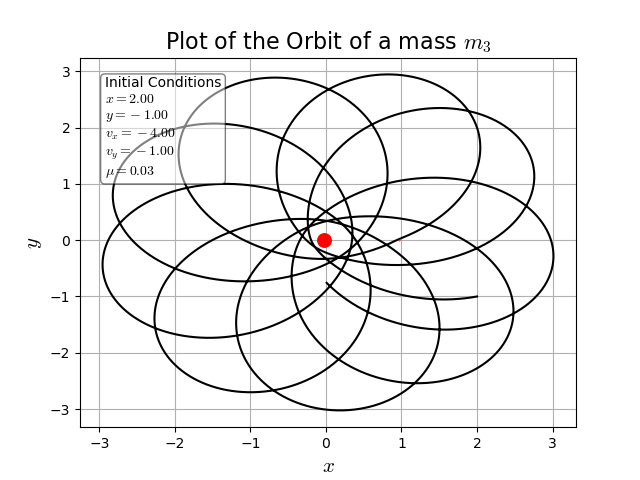 Plot of the Orbit of a mass m₃
Initial Conditions
x = 2.00
y = −1.00
vₓ = −4.00
v_y = −1.00
μ = 0.03
3
2
1
0
−1
−2
−3
y
−3 −2 −1 0 1 2 3
x